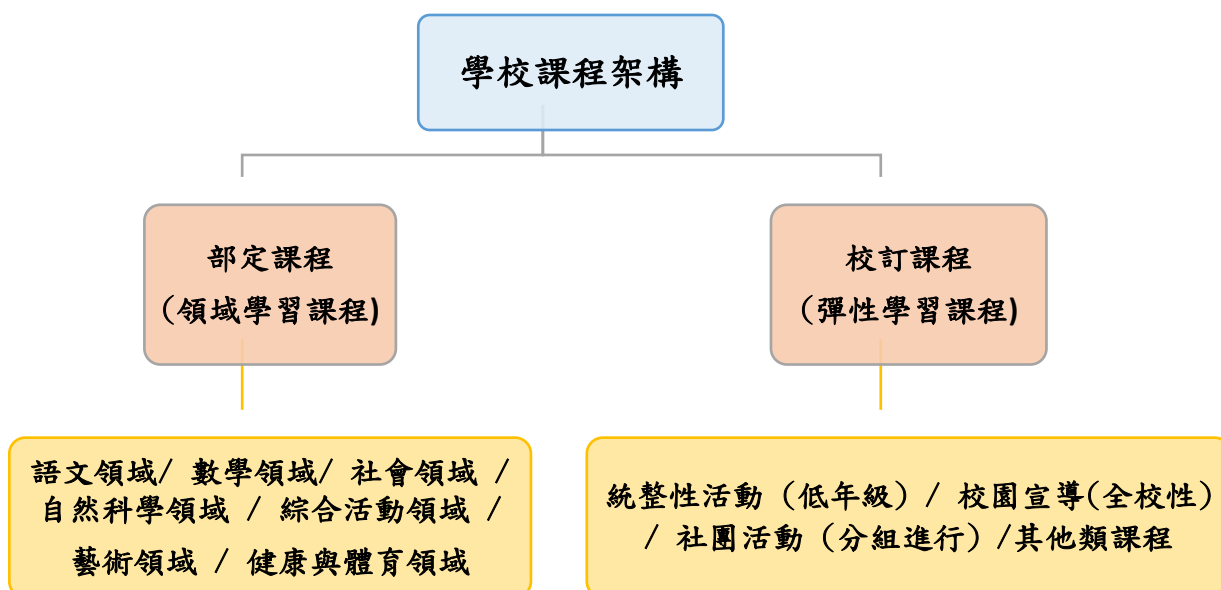 學校課程架構
部定課程
（領域學習課程)
校訂課程
（彈性學習課程)
語文領域/ 數學領域/ 社會領域 /
自然科學領域 / 綜合活動領域 /
藝術領域 / 健康與體育領域
統整性活動（低年級）/ 校園宣導(全校性)
/ 社團活動（分組進行）/其他類課程